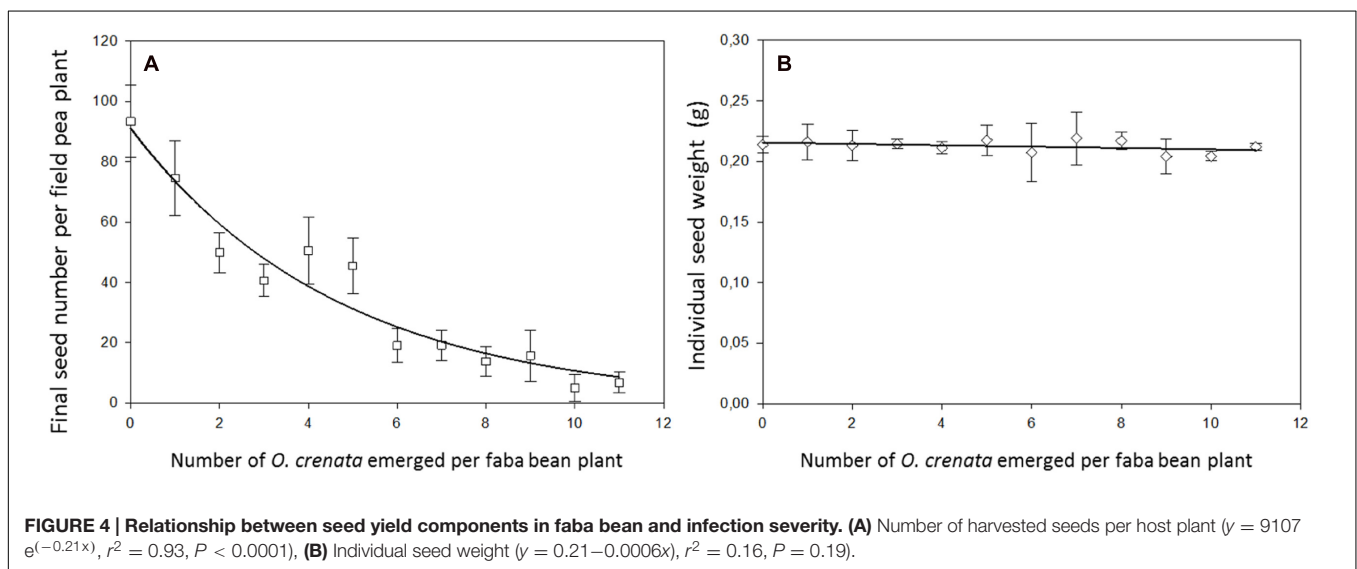 A
Final seed number per field pea plant
120
100
80
60
40
20
0
0 2 4 6 8 10 12
Number of O. crenata emerged per faba bean plant
B
Individual seed weight (g)
0,30
0,25
0,20
0,15
0,10
0,05
0,00
0 2 4 6 8 10 12
Number of O. crenata emerged per faba bean plant
FIGURE 4 | Relationship between seed yield components in faba bean and infection severity. (A) Number of harvested seeds per host plant (y = 9107
e(−0.21x), r2 = 0.93, P < 0.0001), (B) Individual seed weight (y = 0.21−0.0006x), r2 = 0.16, P = 0.19).